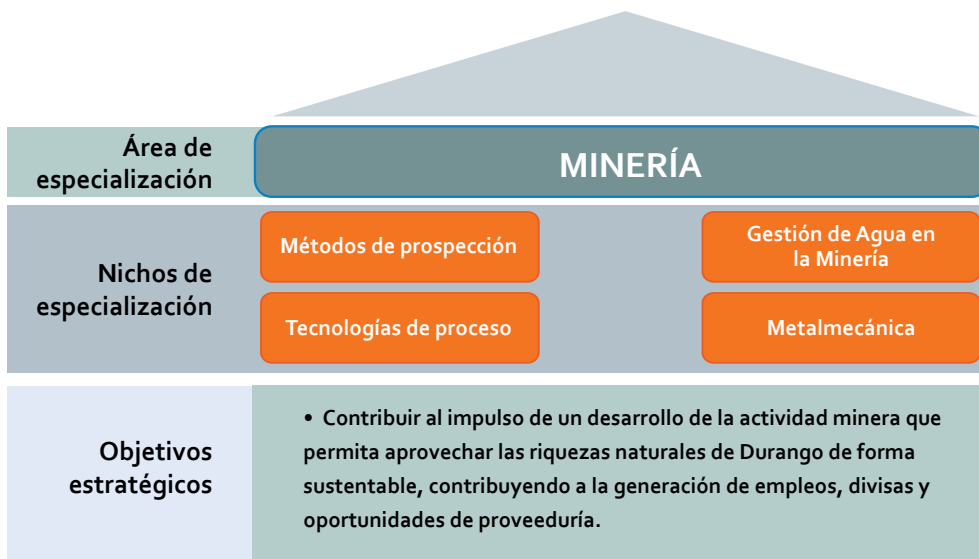 Área de
especialización
MINERÍA
Nichos de
especialización
Métodos de prospección
Gestión de Agua en
la Minería
Tecnologías de proceso
Metalmecánica
Objetivos
estratégicos
• Contribuir al impulso de un desarrollo de la actividad minera que
permita aprovechar las riquezas naturales de Durango de forma
sustentable, contribuyendo a la generación de empleos, divisas y
oportunidades de proveeduría.